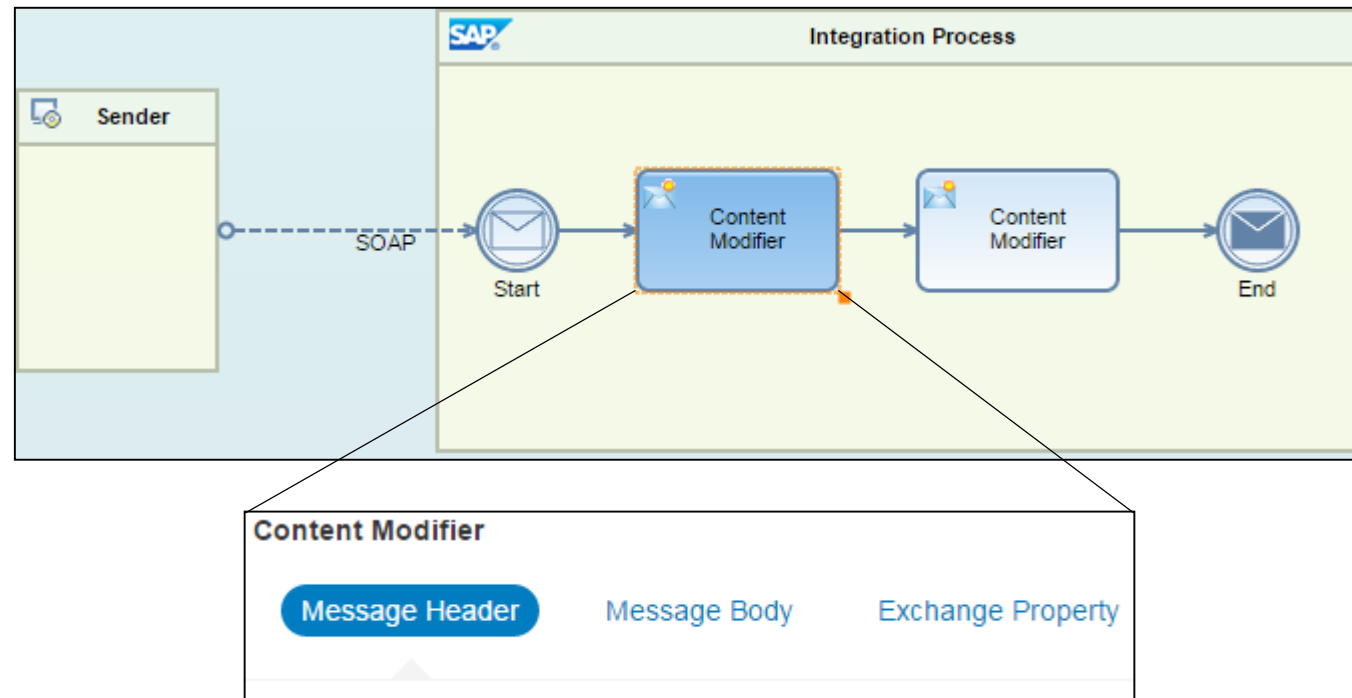 SAP®
Integration Process
Sender
SOAP
Start
Content
Modifier
Content
Modifier
End
Content Modifier
Message Header Message Body Exchange Property